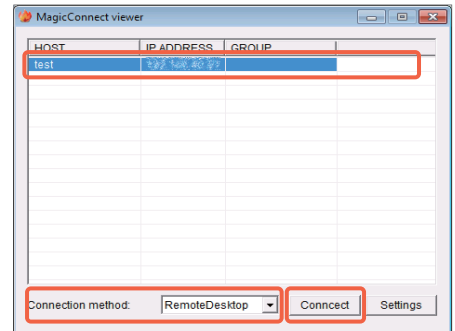 MagicConnect viewer
HOST IP ADDRESS GROUP
test
Connection method: RemoteDesktop Conncect Settings